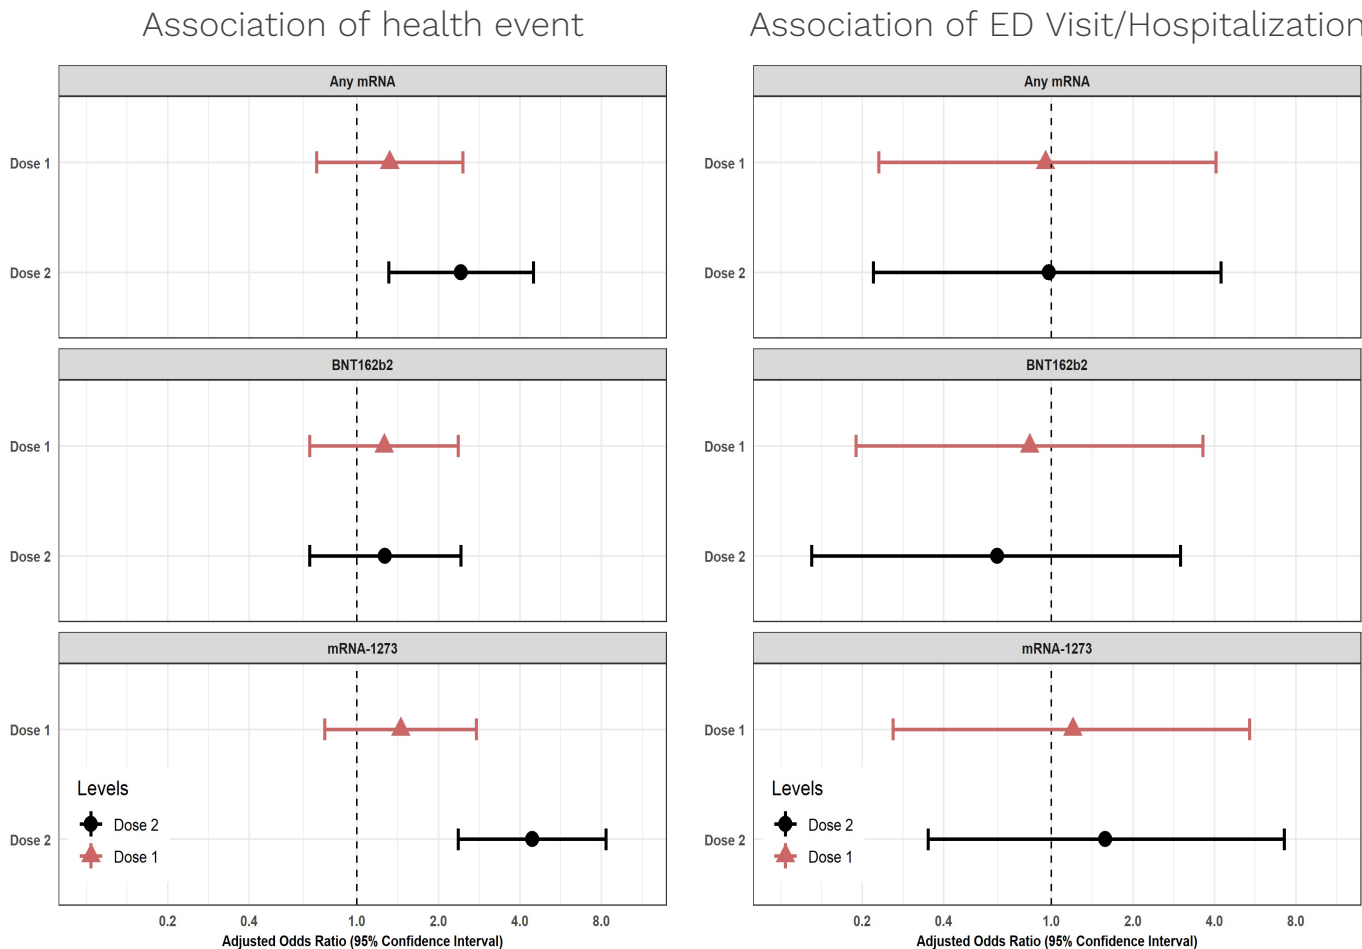 Association of health event
Any mRNA
Dose 1
Dose 2
BNT162b2
Dose 1
Dose 2
mRNA-1273
Dose 1
Levels
Dose 2
Dose 1
Dose 2
0.2 0.4 1.0 2.0 4.0 8.0
Adjusted Odds Ratio (95% Confidence Interval)
Association of ED Visit/Hospitalization
Any mRNA
Dose 1
Dose 2
BNT162b2
Dose 1
Dose 2
mRNA-1273
Dose 1
Levels
Dose 2
Dose 1
Dose 2
0.2 0.4 1.0 2.0 4.0 8.0
Adjusted Odds Ratio (95% Confidence Interval)